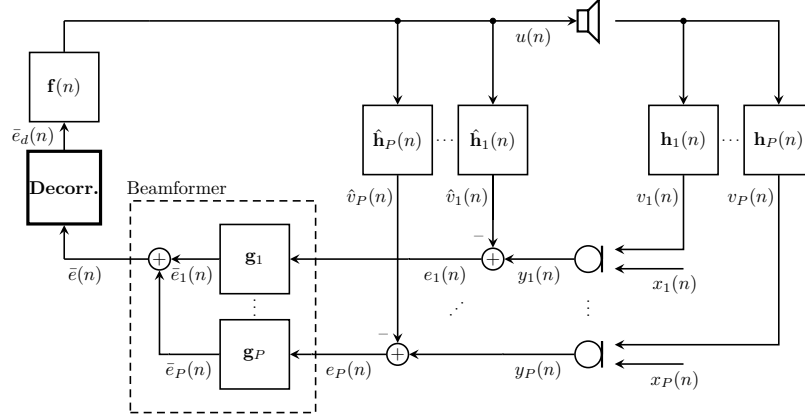 u(n)
f(n)
ē_d(n)
ĥ_P(n) ··· ĥ_1(n)
h_1(n) ··· h_P(n)
Decorr.
Beamformer
v̂_P(n)
v̂_1(n)
v_1(n)
v_P(n)
−
g_1
+
ē(n)
+
ē_1(n)
e_1(n)
y_1(n)
x_1(n)
⋮
⋰
⋮
−
g_P
+
ē_P(n)
e_P(n)
y_P(n)
x_P(n)